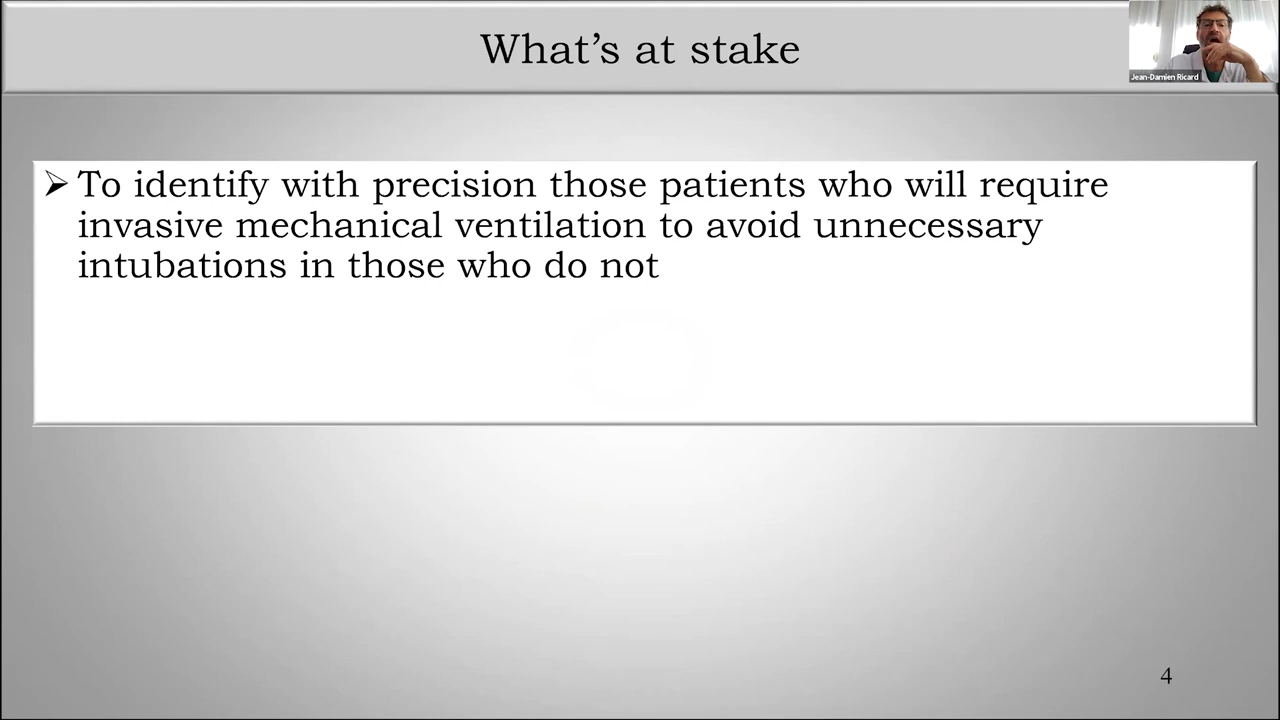 What's at stake
Jean-Damien Ricard
➢ To identify with precision those patients who will require
invasive mechanical ventilation to avoid unnecessary
intubations in those who do not
4